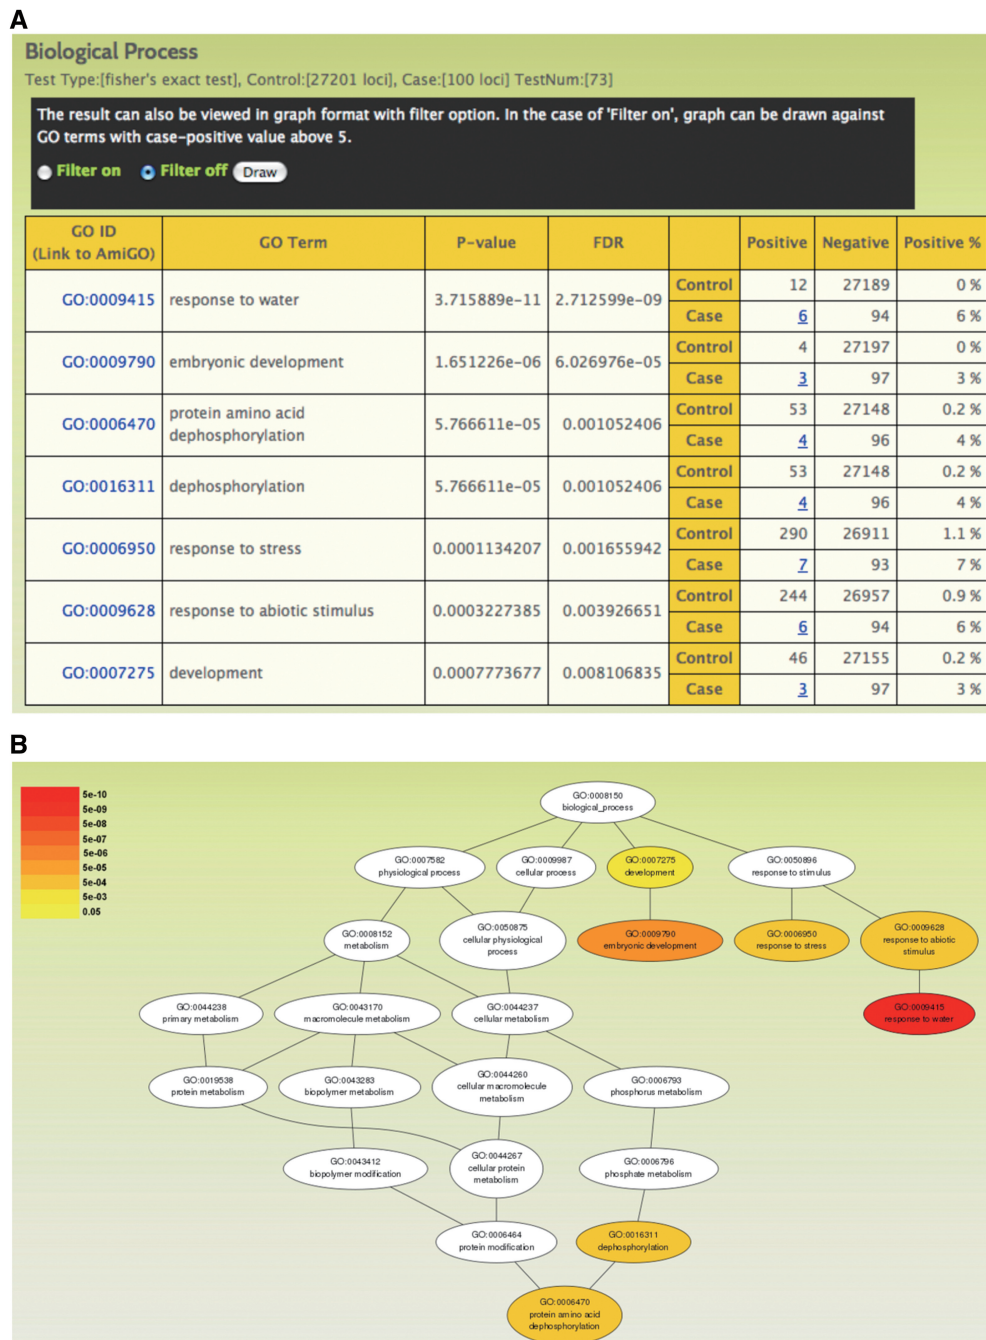 A
Biological Process
Test Type:[fisher's exact test], Control:[27201 loci], Case:[100 loci] TestNum:[73]
The result can also be viewed in graph format with filter option. In the case of 'Filter on', graph can be drawn against
GO terms with case-positive value above 5.
Filter on Filter off Draw
GO ID
(Link to AmiGO)
GO Term
P-value
FDR
Positive
Negative
Positive %
GO:0009415 response to water 3.715889e-11 2.712599e-09
Control 12 27189 0 %
Case 6 94 6 %
GO:0009790 embryonic development 1.651226e-06 6.026976e-05
Control 4 27197 0 %
Case 3 97 3 %
GO:0006470 protein amino acid
dephosphorylation 5.766611e-05 0.001052406
Control 53 27148 0.2 %
Case 4 96 4 %
GO:0016311 dephosphorylation 5.766611e-05 0.001052406
Control 53 27148 0.2 %
Case 4 96 4 %
GO:0006950 response to stress 0.0001134207 0.001655942
Control 290 26911 1.1 %
Case 7 93 7 %
GO:0009628 response to abiotic stimulus 0.0003227385 0.003926651
Control 244 26957 0.9 %
Case 6 94 6 %
GO:0007275 development 0.0007773677 0.008106835
Control 46 27155 0.2 %
Case 3 97 3 %
B
5e-10
5e-09
5e-08
5e-07
5e-06
5e-05
5e-04
5e-03
0.05
GO:0008150
biological_process
GO:0007582
physiological process
GO:0009987
cellular process
GO:0007275
development
GO:0050896
response to stimulus
GO:0008152
metabolism
GO:0050875
cellular physiological
process
GO:0009790
embryonic development
GO:0006950
response to stress
GO:0009628
response to abiotic
stimulus
GO:0044238
primary metabolism
GO:0043170
macromolecule metabolism
GO:0044237
cellular metabolism
GO:0009415
response to water
GO:0019538
protein metabolism
GO:0043283
biopolymer metabolism
GO:0044260
cellular macromolecule
metabolism
GO:0006793
phosphorus metabolism
GO:0043412
biopolymer modification
GO:0044267
cellular protein
metabolism
GO:0006796
phosphate metabolism
GO:0006464
protein modification
GO:0016311
dephosphorylation
GO:0006470
protein amino acid
dephosphorylation